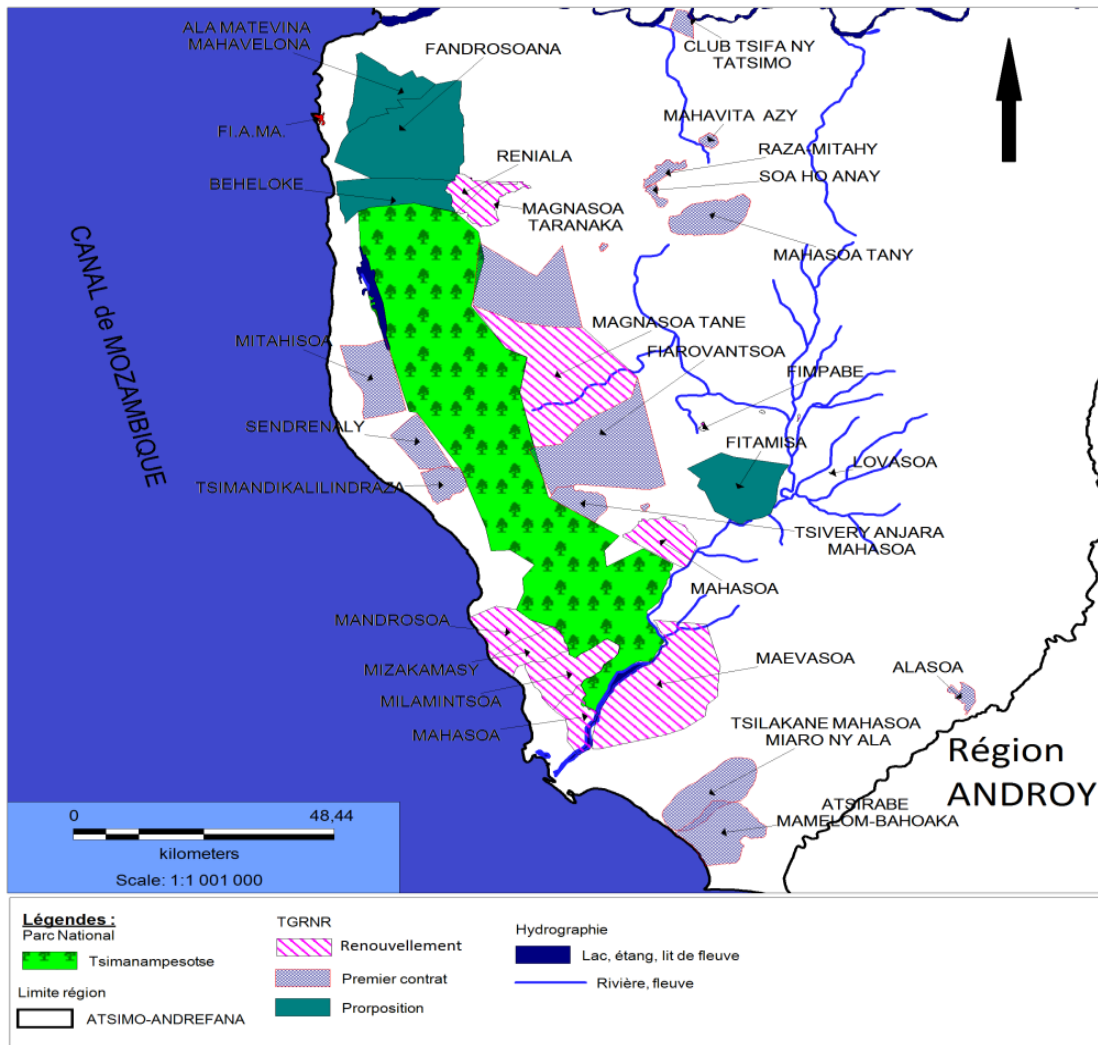 ALA MATEVINA
MAHAVELONA
FANDROSOANA
CLUB TSIFA NY
TATSIMO
FI.A.MA.
MAHAVITA AZY
RENIALA
RAZA-MITAHY
SOA HO ANAY
BEHELOKE
MAGNASOA
TARANAKA
MAHASOA TANY
CANAL de MOZAMBIQUE
MITAHISOA
MAGNASOA TANE
FIAROVANTSOA
FIMPABE
SENDRENALY
FITAMISA
LOVASOA
TSIMANDIKALILINDRAZA
TSIVERY ANJARA
MAHASOA
MAHASOA
MANDROSOA
MIZAKAMASY
MAEVASOA
MILAMINTSOA
ALASOA
MAHASOA
TSILAKANE MAHASOA
MIARO NY ALA
Région
ANDROY
ATSIRABE
MAMELOM-BAHOAKA
0 48,44
kilometers
Scale: 1:1 001 000
Légendes :
Parc National
Tsimanampesotse
Limite région
ATSIMO-ANDREFANA
TGRNR
Renouvellement
Premier contrat
Prorposition
Hydrographie
Lac, étang, lit de fleuve
Rivière, fleuve